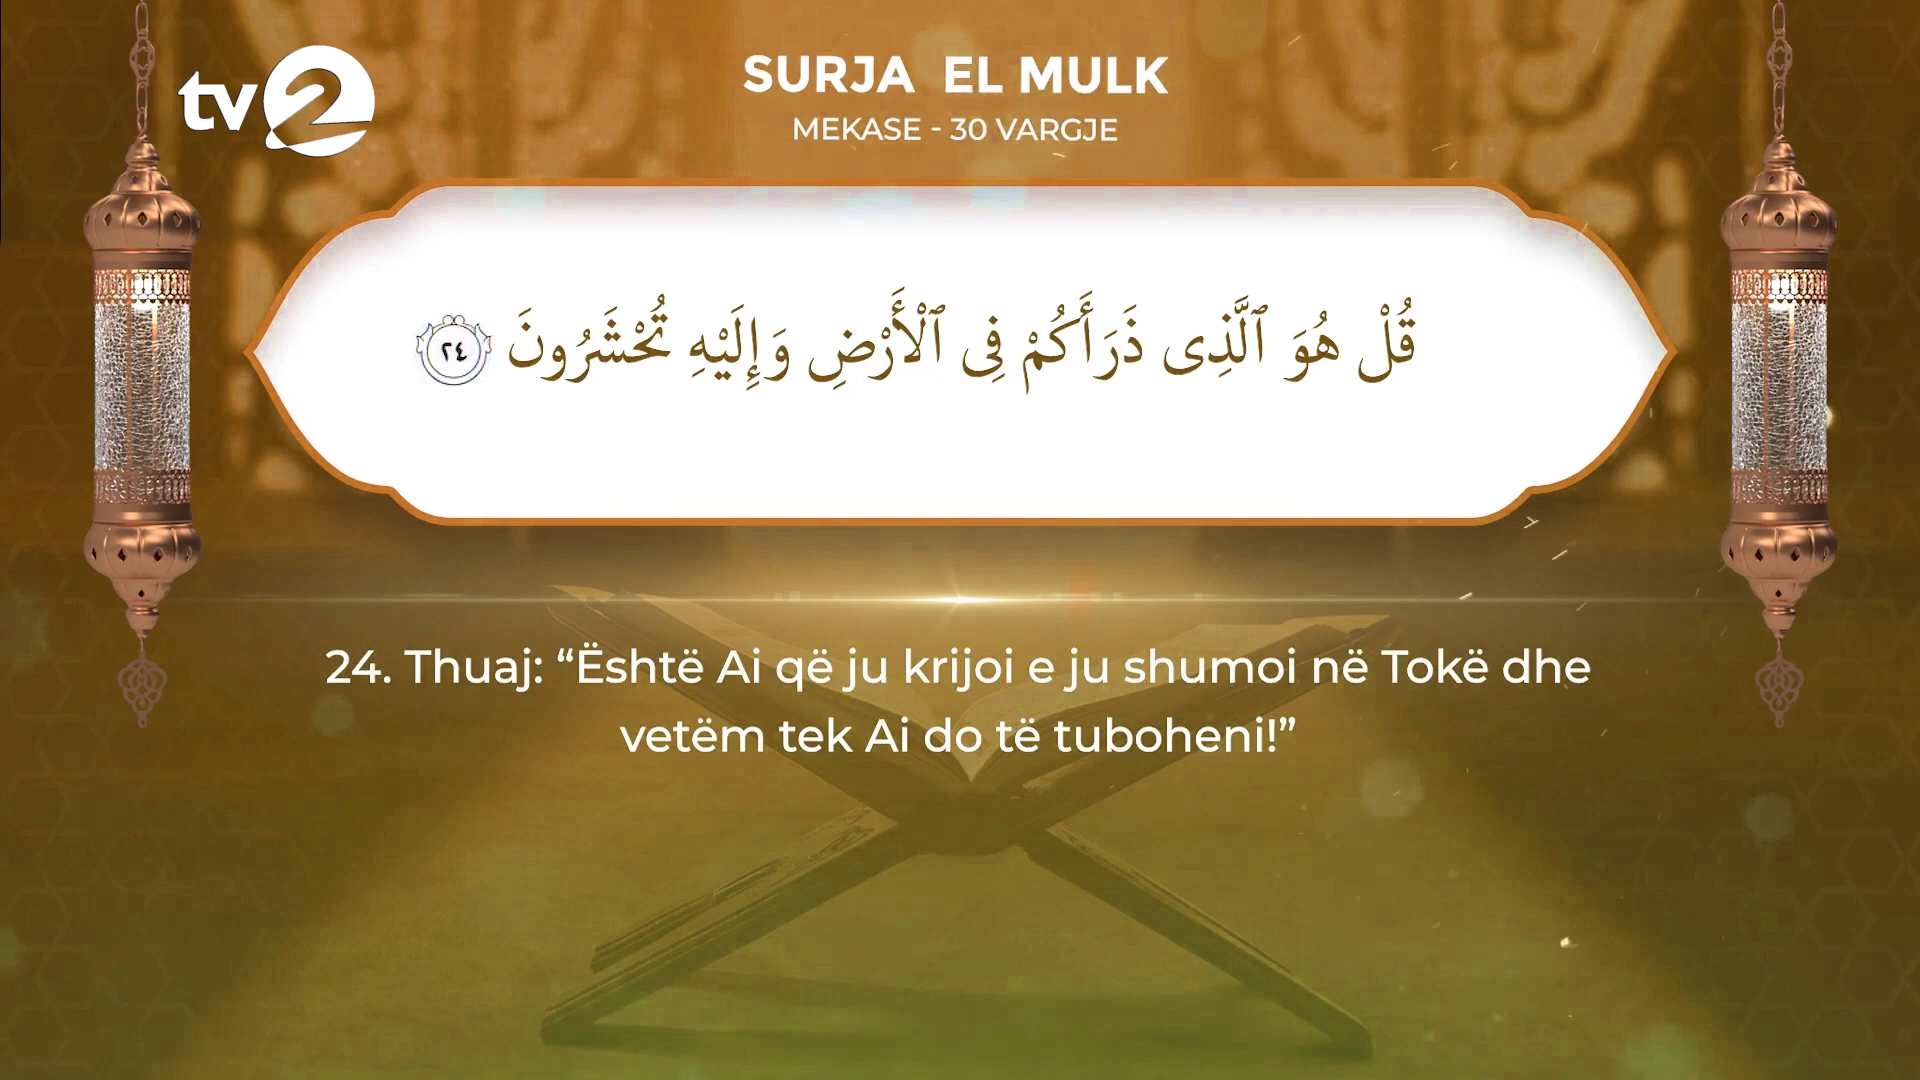 tv2
SURJA EL MULK
MEKASE - 30 VARGJE
قُلْ هُوَ ٱلَّذِى ذَرَأَكُمْ فِى ٱلْأَرْضِ وَإِلَيْهِ تُحْشَرُونَ ٢٤
24. Thuaj: “Është Ai që ju krijoi e ju shumoi në Tokë dhe
vetëm tek Ai do të tuboheni!”